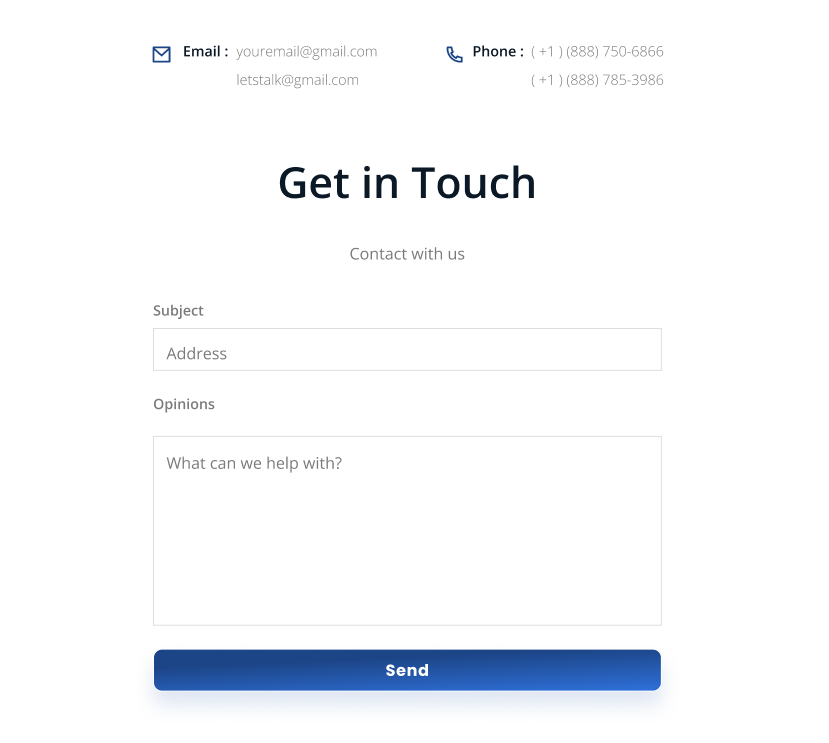 Email : youremail@gmail.com
letstalk@gmail.com
Phone : ( +1 ) (888) 750-6866
( +1 ) (888) 785-3986
Get in Touch
Contact with us
Subject
Address
Opinions
What can we help with?
Send